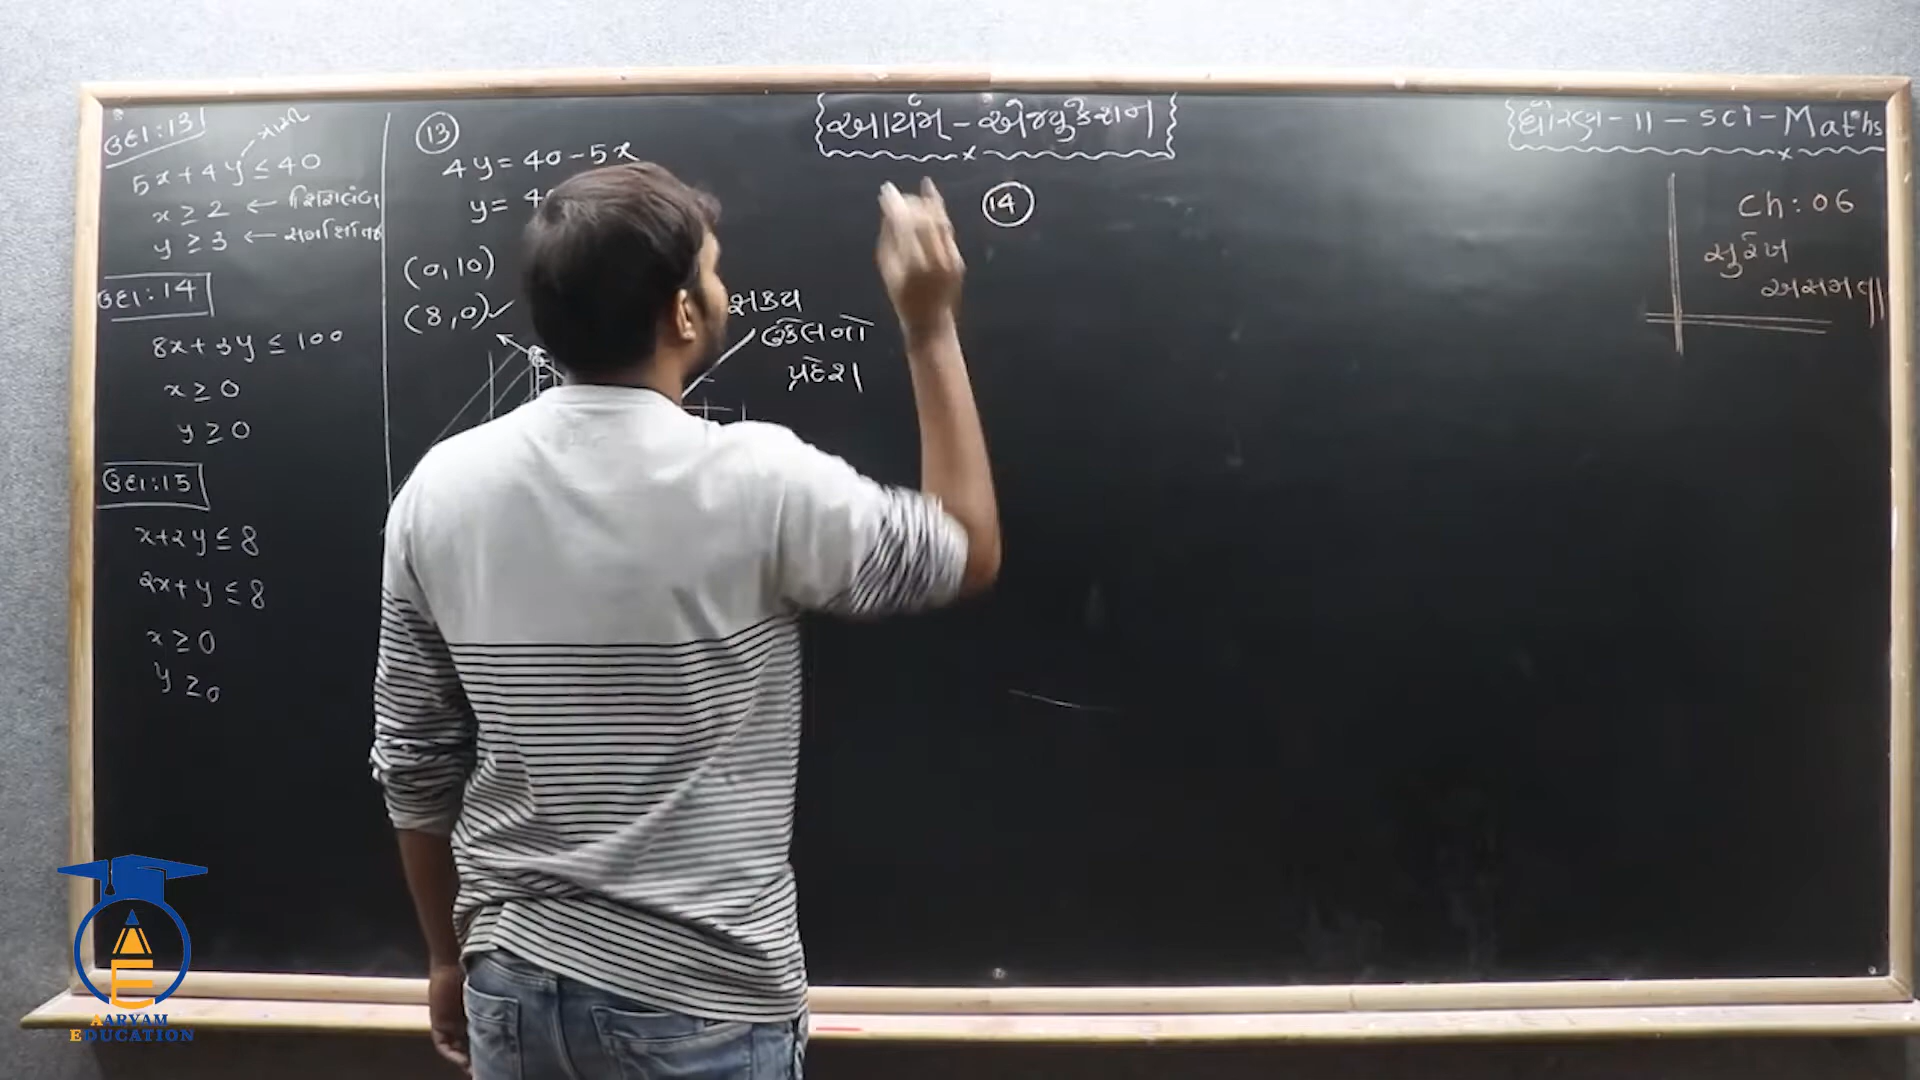 ઉદા : 13
5x + 4y ≤ 40
x ≥ 2 ←
y ≥ 3 ←
ઉદા : 14
8x + 3y ≤ 100
x ≥ 0
y ≥ 0
ઉદા : 15
x + 2y ≤ 8
2x + y ≤ 8
x ≥ 0
y ≥ 0
13
4y = 40 - 5x
y = 4
(0, 10)
(8, 0) ✓
શક્ય
ઉકેલનો
પ્રદેશ
આર્યમ્ - એજ્યુકેશન
14
ધોરણ - 11 - sci - Maths
Ch : 06
સુરેખ
અસમતા
AARYAM
EDUCATION